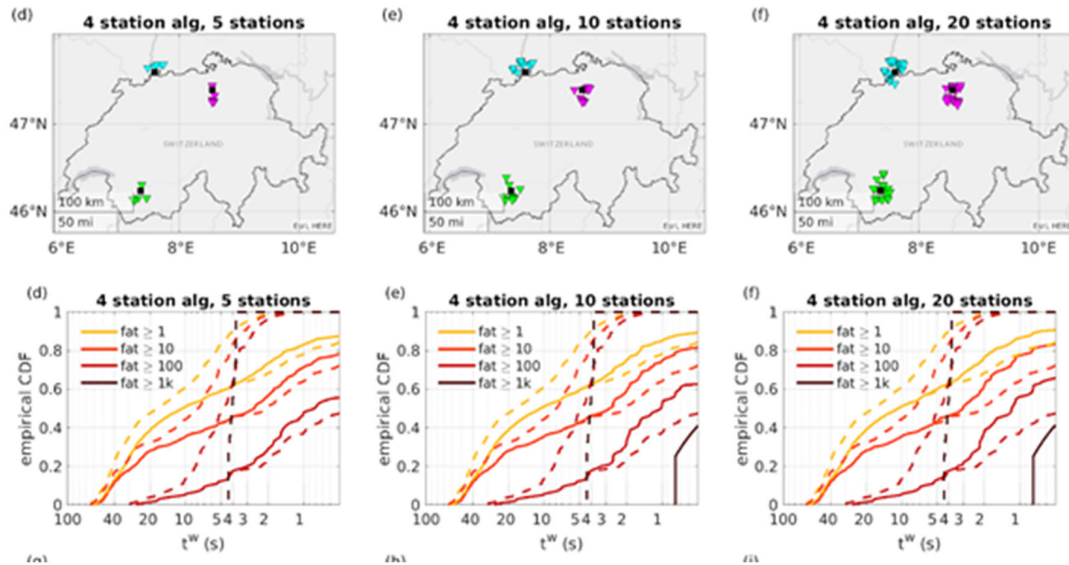 (d) (e) (f)
4 station alg, 5 stations 4 station alg, 10 stations 4 station alg, 20 stations
47°N 47°N 47°N
SWITZERLAND SWITZERLAND SWITZERLAND
100 km 100 km 100 km
46°N 46°N 46°N
50 mi Esri, HERE 50 mi Esri, HERE 50 mi Esri, HERE
6°E 8°E 10°E 6°E 8°E 10°E 6°E 8°E 10°E
(d) (e) (f)
4 station alg, 5 stations 4 station alg, 10 stations 4 station alg, 20 stations
1 1 1
fat ≥ 1 fat ≥ 1 fat ≥ 1
0.8 0.8 0.8
fat ≥ 10 fat ≥ 10 fat ≥ 10
fat ≥ 100 fat ≥ 100 fat ≥ 100
0.6 0.6 0.6
fat ≥ 1k fat ≥ 1k fat ≥ 1k
empirical CDF empirical CDF empirical CDF
0.4 0.4 0.4
0.2 0.2 0.2
0 0 0
100 40 20 10 5 4 3 2 1 100 40 20 10 5 4 3 2 1 100 40 20 10 5 4 3 2 1
t^w (s) t^w (s) t^w (s)
(g) (h) (i)